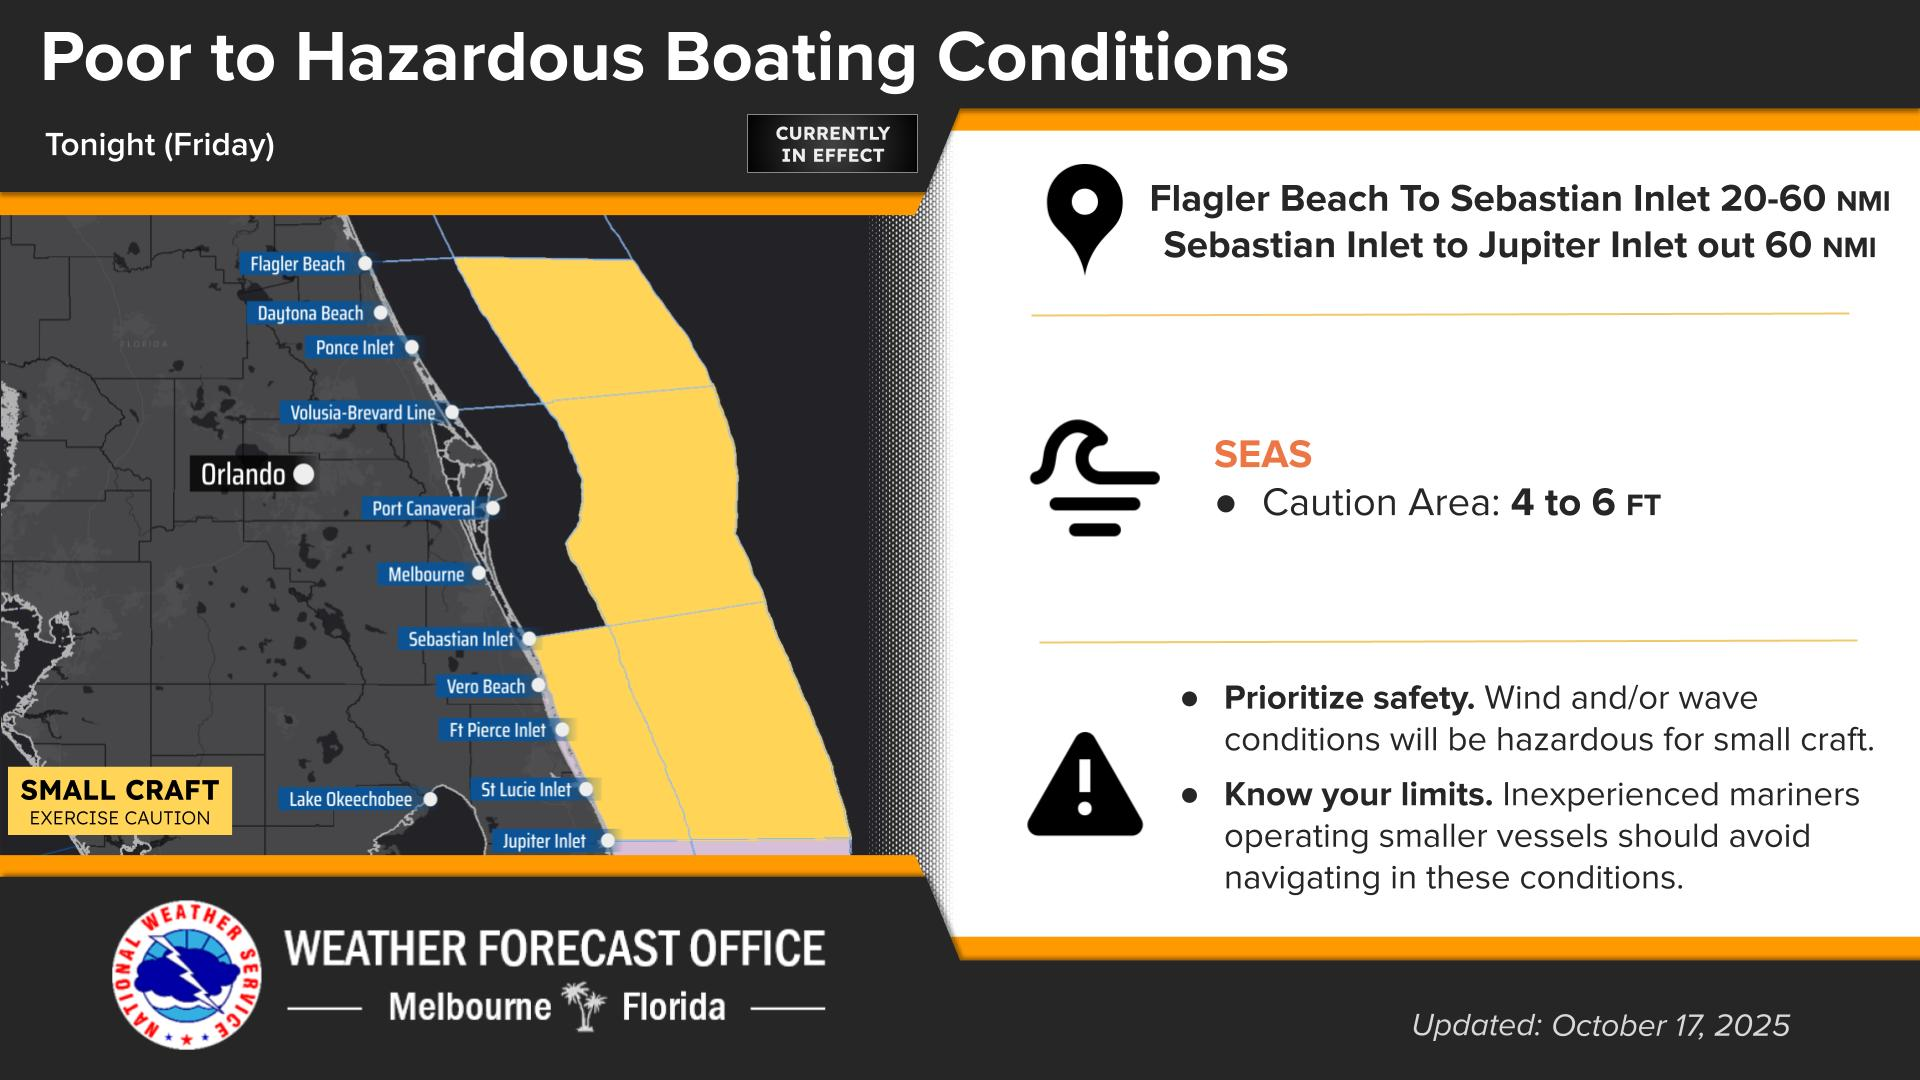 Poor to Hazardous Boating Conditions
Tonight (Friday)
CURRENTLY
IN EFFECT
Flagler Beach
Daytona Beach
FLORIDA
Ponce Inlet
Volusia-Brevard Line
Orlando
Port Canaveral
Melbourne
Sebastian Inlet
Vero Beach
Ft Pierce Inlet
St Lucie Inlet
Lake Okeechobee
Jupiter Inlet
SMALL CRAFT
EXERCISE CAUTION
Flagler Beach To Sebastian Inlet 20-60 NMI
Sebastian Inlet to Jupiter Inlet out 60 NMI
SEAS
● Caution Area: 4 to 6 FT
● Prioritize safety. Wind and/or wave
conditions will be hazardous for small craft.
● Know your limits. Inexperienced mariners
operating smaller vessels should avoid
navigating in these conditions.
NATIONAL WEATHER SERVICE
WEATHER FORECAST OFFICE
Melbourne Florida
Updated: October 17, 2025